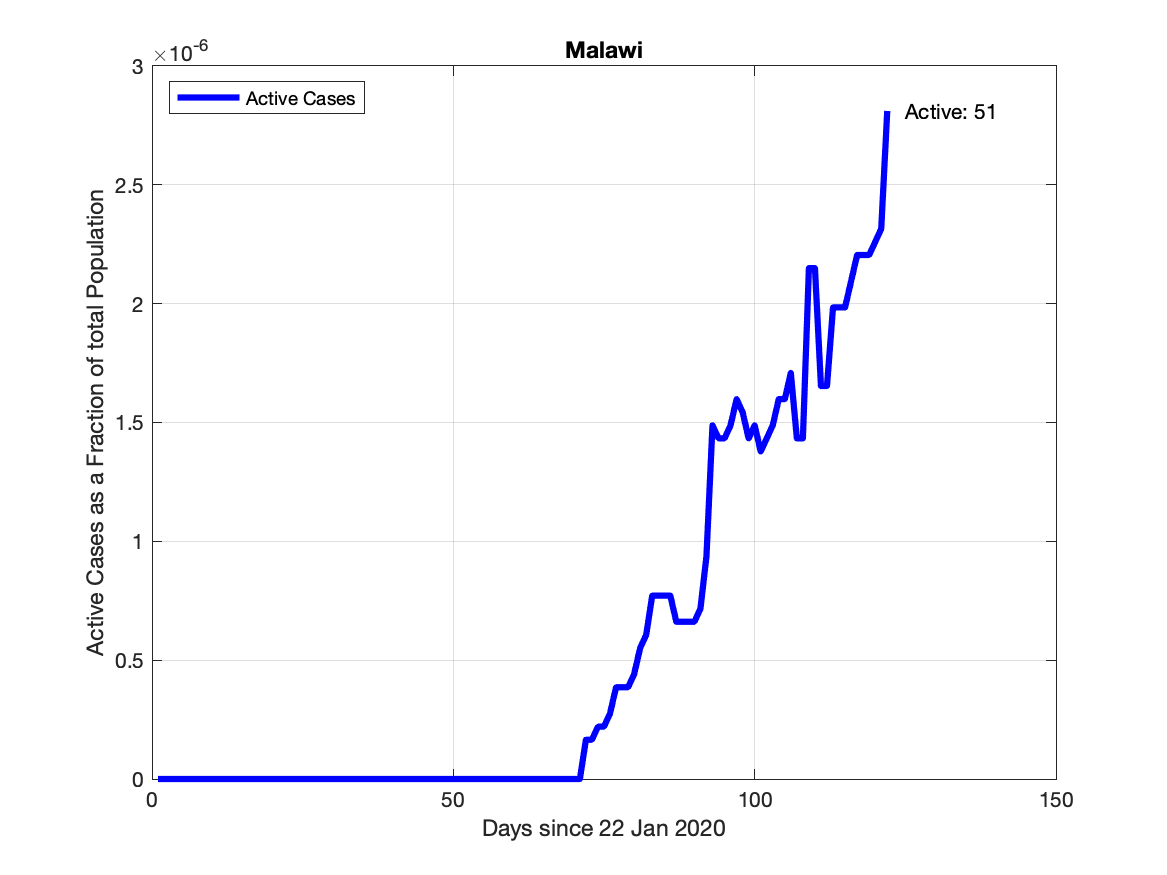 Malawi
×10-6
3
2.5
2
1.5
1
0.5
0
Active Cases
Active: 51
Active Cases as a Fraction of total Population
0 50 100 150
Days since 22 Jan 2020